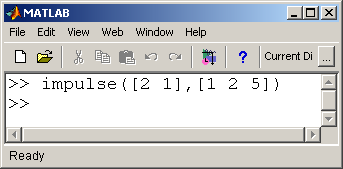 MATLAB
File Edit View Web Window Help
? Current Di ...
>> impulse([2 1],[1 2 5])
>>
Ready